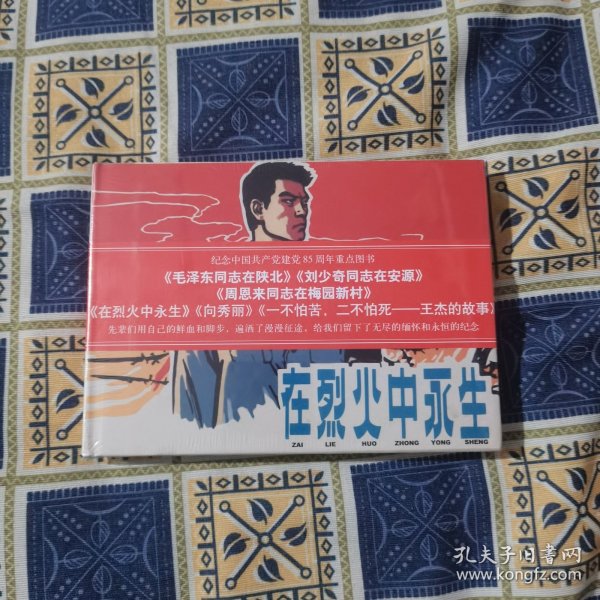 纪念中国共产党建党85周年重点图书
《毛泽东同志在陕北》《刘少奇同志在安源》
《周恩来同志在梅园新村》
《在烈火中永生》《向秀丽》《一不怕苦，二不怕死——王杰的故事》
先辈们用自己的鲜血和脚步，遍洒了漫漫征途，给我们留下了无尽的缅怀和永恒的纪念
在烈火中永生
ZAI LIE HUO ZHONG YONG SHENG
孔夫子旧書网
www.kongfz.com